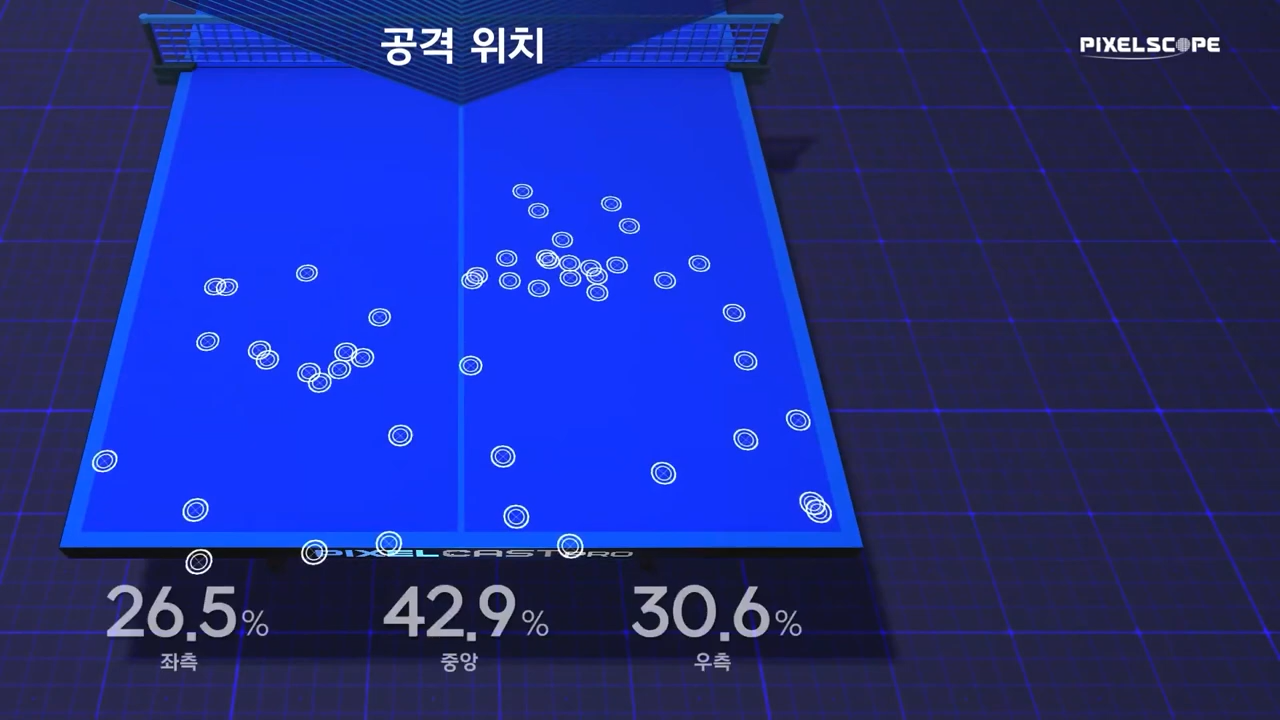 공격 위치
PIXELSCOPE
PIXELCASTPRO
26.5%
42.9%
30.6%
좌측
중앙
우측